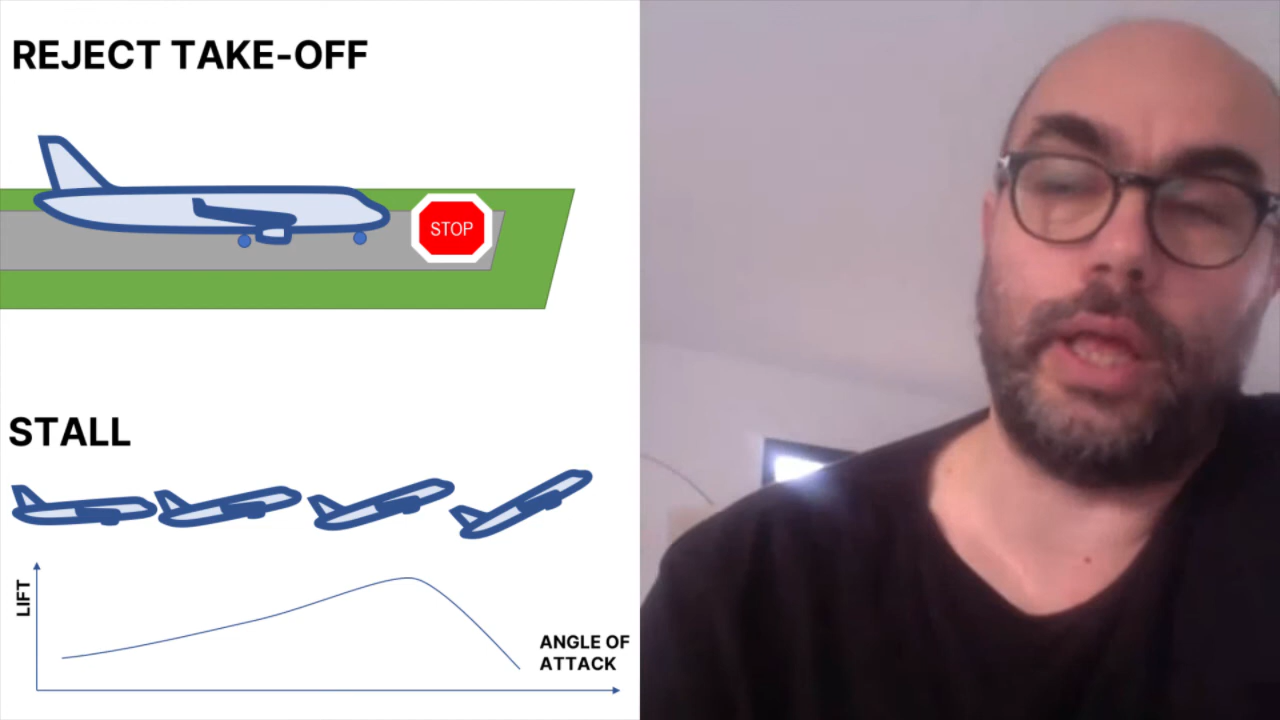 REJECT TAKE-OFF
STOP
STALL
LIFT
ANGLE OF
ATTACK